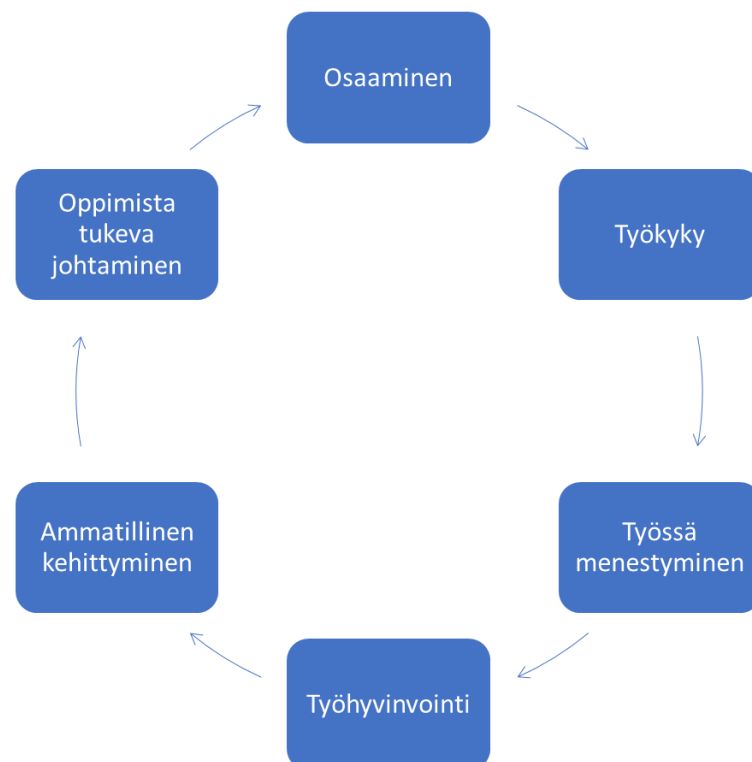 Osaaminen
Työkyky
Työssä
menestyminen
Työhyvinvointi
Ammatillinen
kehittyminen
Oppimista
tukeva
johtaminen